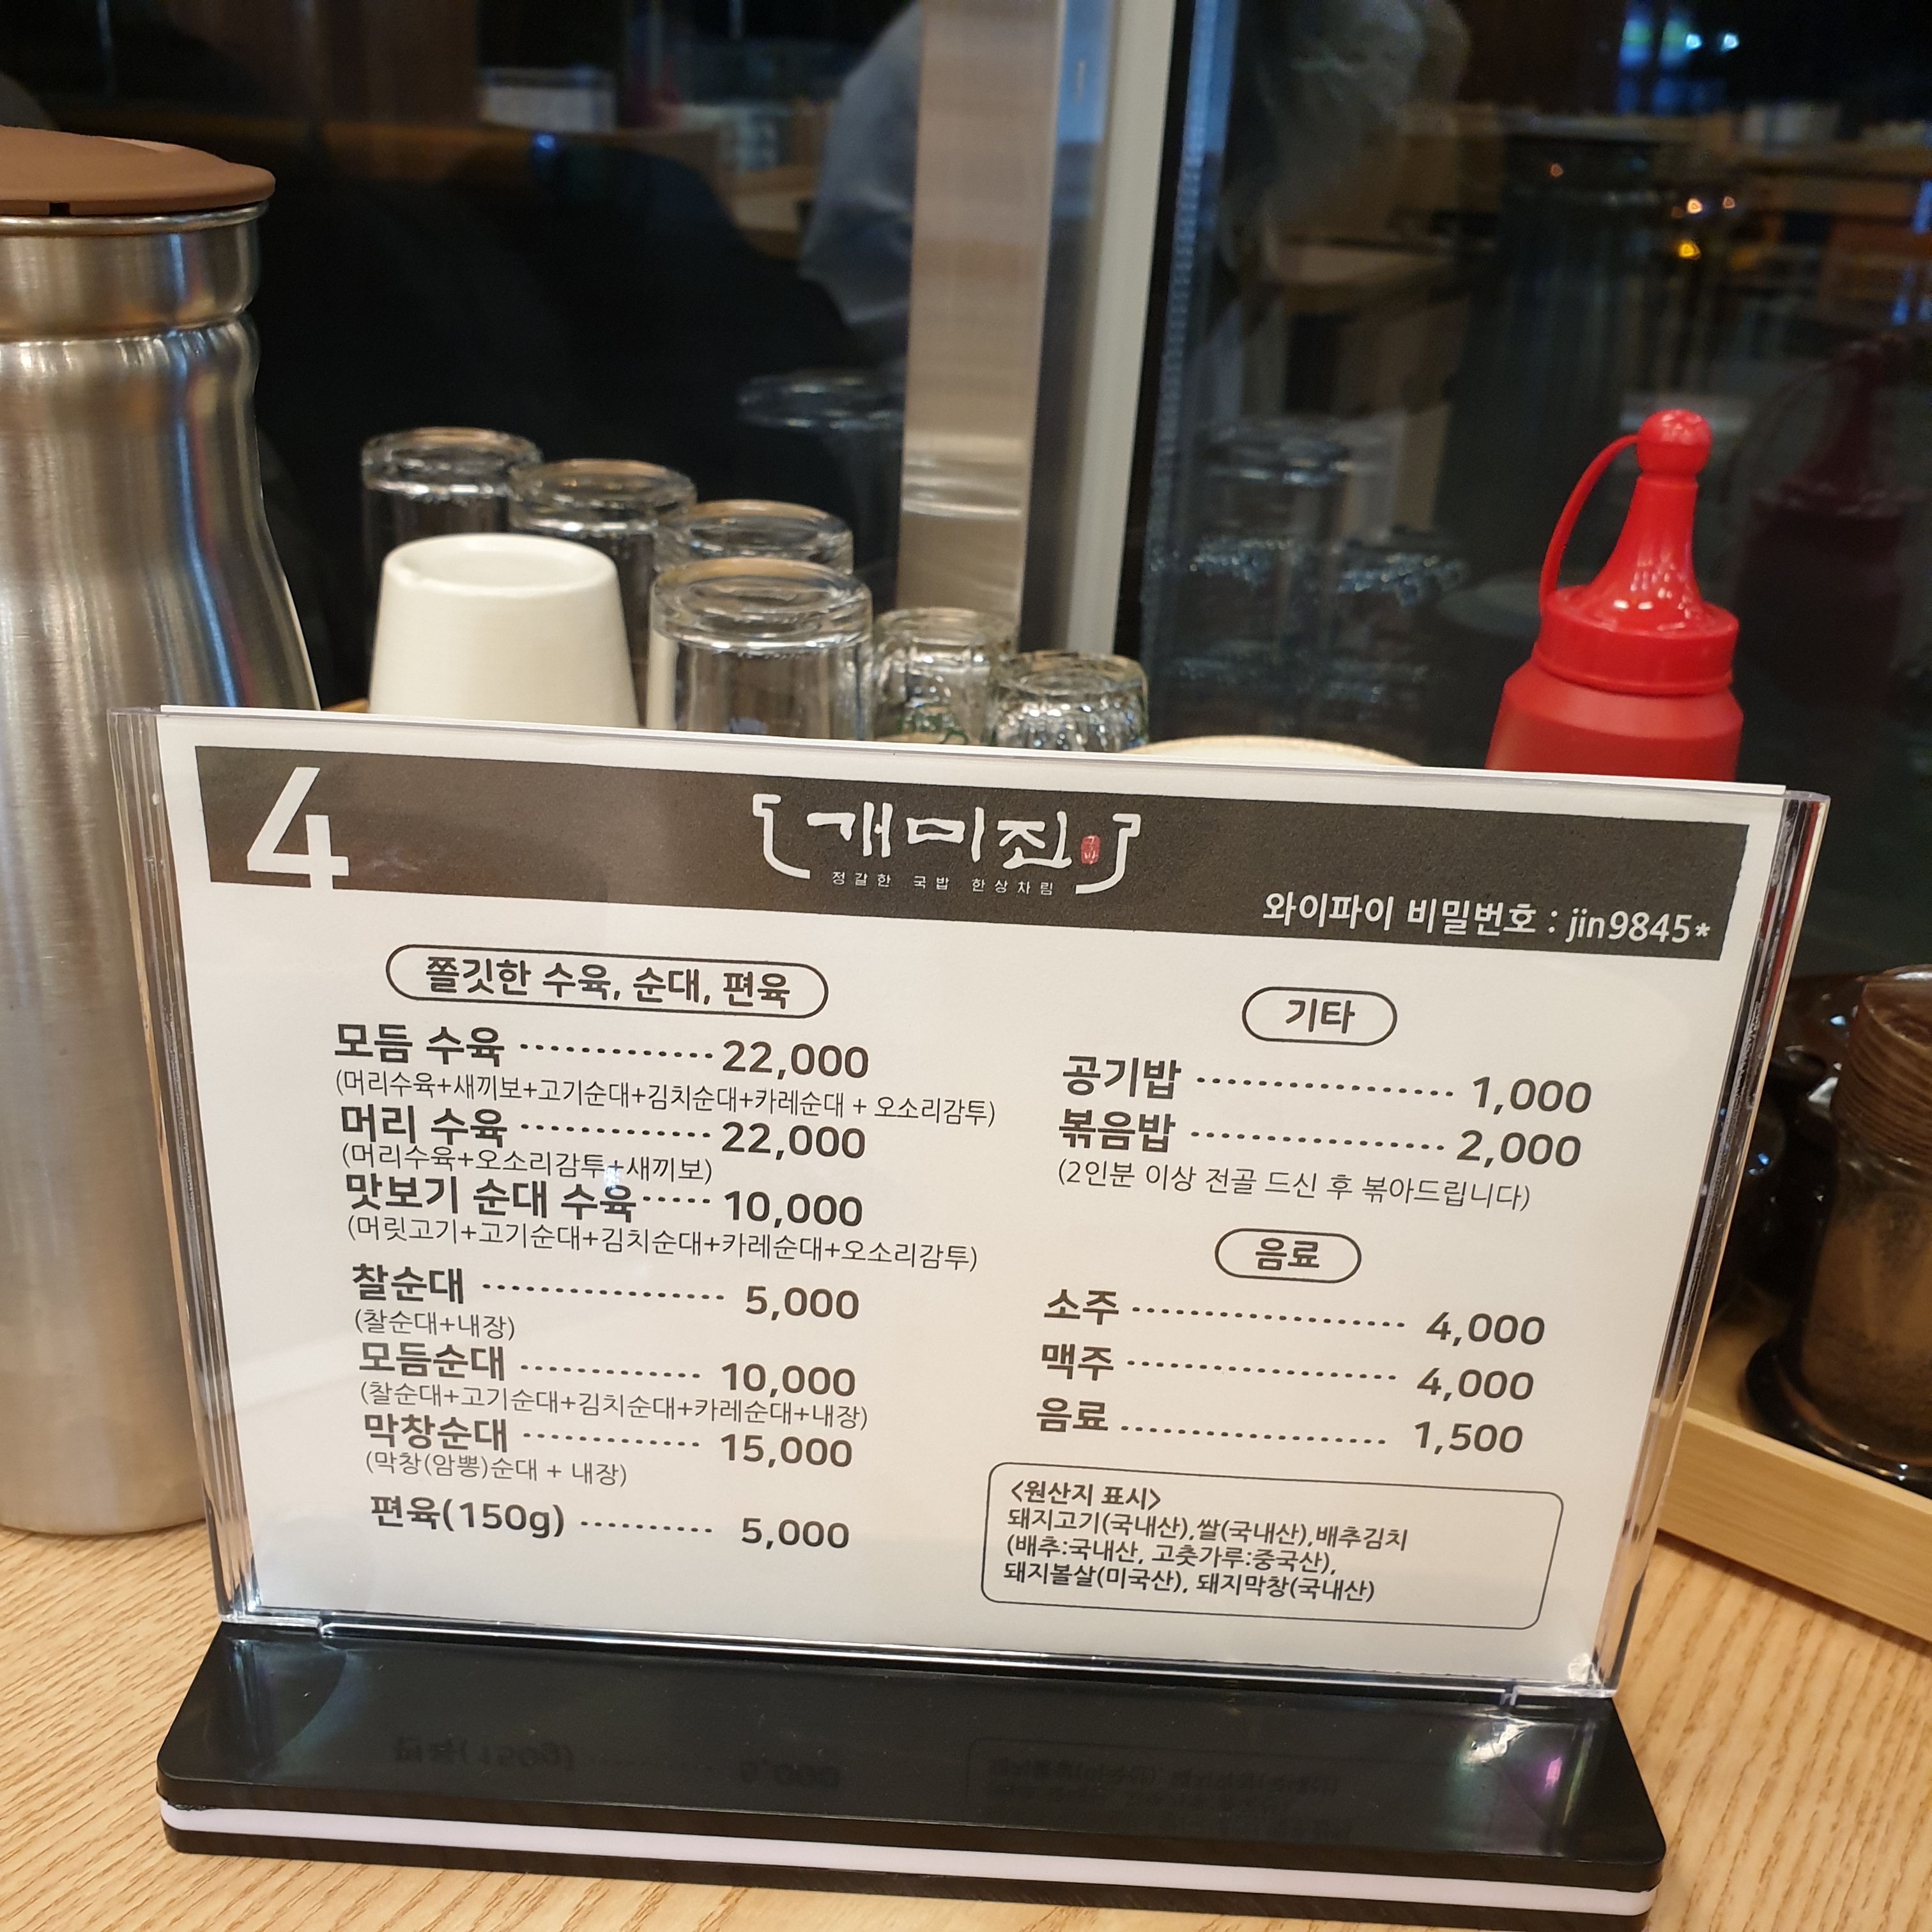 4
개미진
국밥
정갈한 국밥 한상차림
와이파이 비밀번호 : jin9845*
쫄깃한 수육, 순대, 편육
모듬 수육 ············· 22,000
(머리수육+새끼보+고기순대+김치순대+카레순대 + 오소리감투)
머리 수육 ············· 22,000
(머리수육+오소리감투+새끼보)
맛보기 순대 수육 ····· 10,000
(머릿고기+고기순대+김치순대+카레순대+오소리감투)
찰순대 ················· 5,000
(찰순대+내장)
모듬순대 ············· 10,000
(찰순대+고기순대+김치순대+카레순대+내장)
막창순대 ············· 15,000
(막창(암뽕)순대 + 내장)
편육(150g) .......... 5,000
기타
공기밥 .................. 1,000
볶음밥 .................. 2,000
(2인분 이상 전골 드신 후 볶아드립니다)
음료
소주 ................... 4,000
맥주 ................... 4,000
음료 ................... 1,500
<원산지 표시>
돼지고기(국내산),쌀(국내산),배추김치
(배추:국내산, 고춧가루:중국산),
돼지볼살(미국산), 돼지막창(국내산)